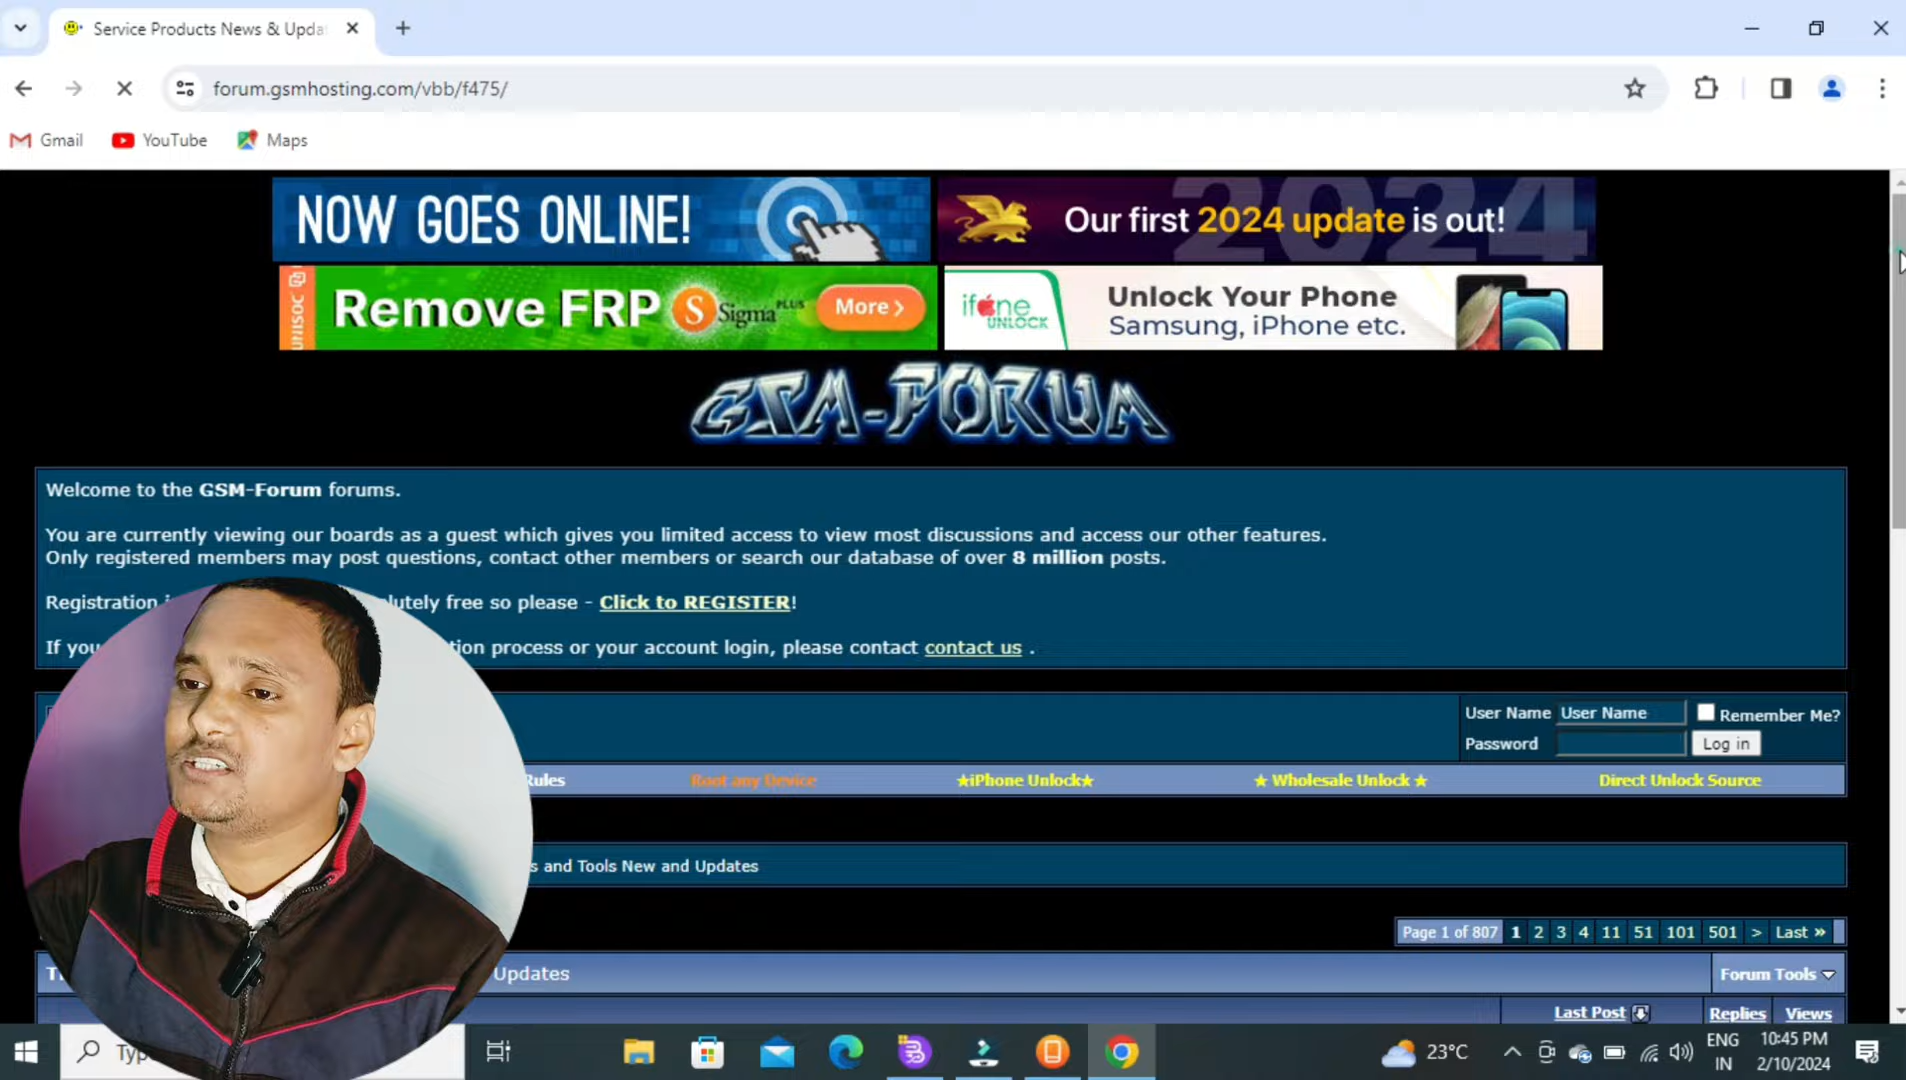 Service Products News & Upda
forum.gsmhosting.com/vbb/f475/
Gmail
YouTube
Maps
NOW GOES ONLINE!
2024
Our first 2024 update is out!
UNISOC
Remove FRP
S Sigma PLUS
More >
ifone
UNLOCK
Unlock Your Phone
Samsung, iPhone etc.
GSM-FORUM
Welcome to the GSM-Forum forums.
You are currently viewing our boards as a guest which gives you limited access to view most discussions and access our other features.
Only registered members may post questions, contact other members or search our database of over 8 million posts.
Registration lutely free so please - Click to REGISTER!
If you tion process or your account login, please contact contact us .
User Name User Name Remember Me?
Password Log in
Rules Root any Device ★iPhone Unlock★ ★ Wholesale Unlock ★ Direct Unlock Source
s and Tools New and Updates
Page 1 of 807 1 2 3 4 11 51 101 501 > Last »
Updates Forum Tools
Last Post Replies Views
Typ
23°C
ENG
IN
10:45 PM
2/10/2024